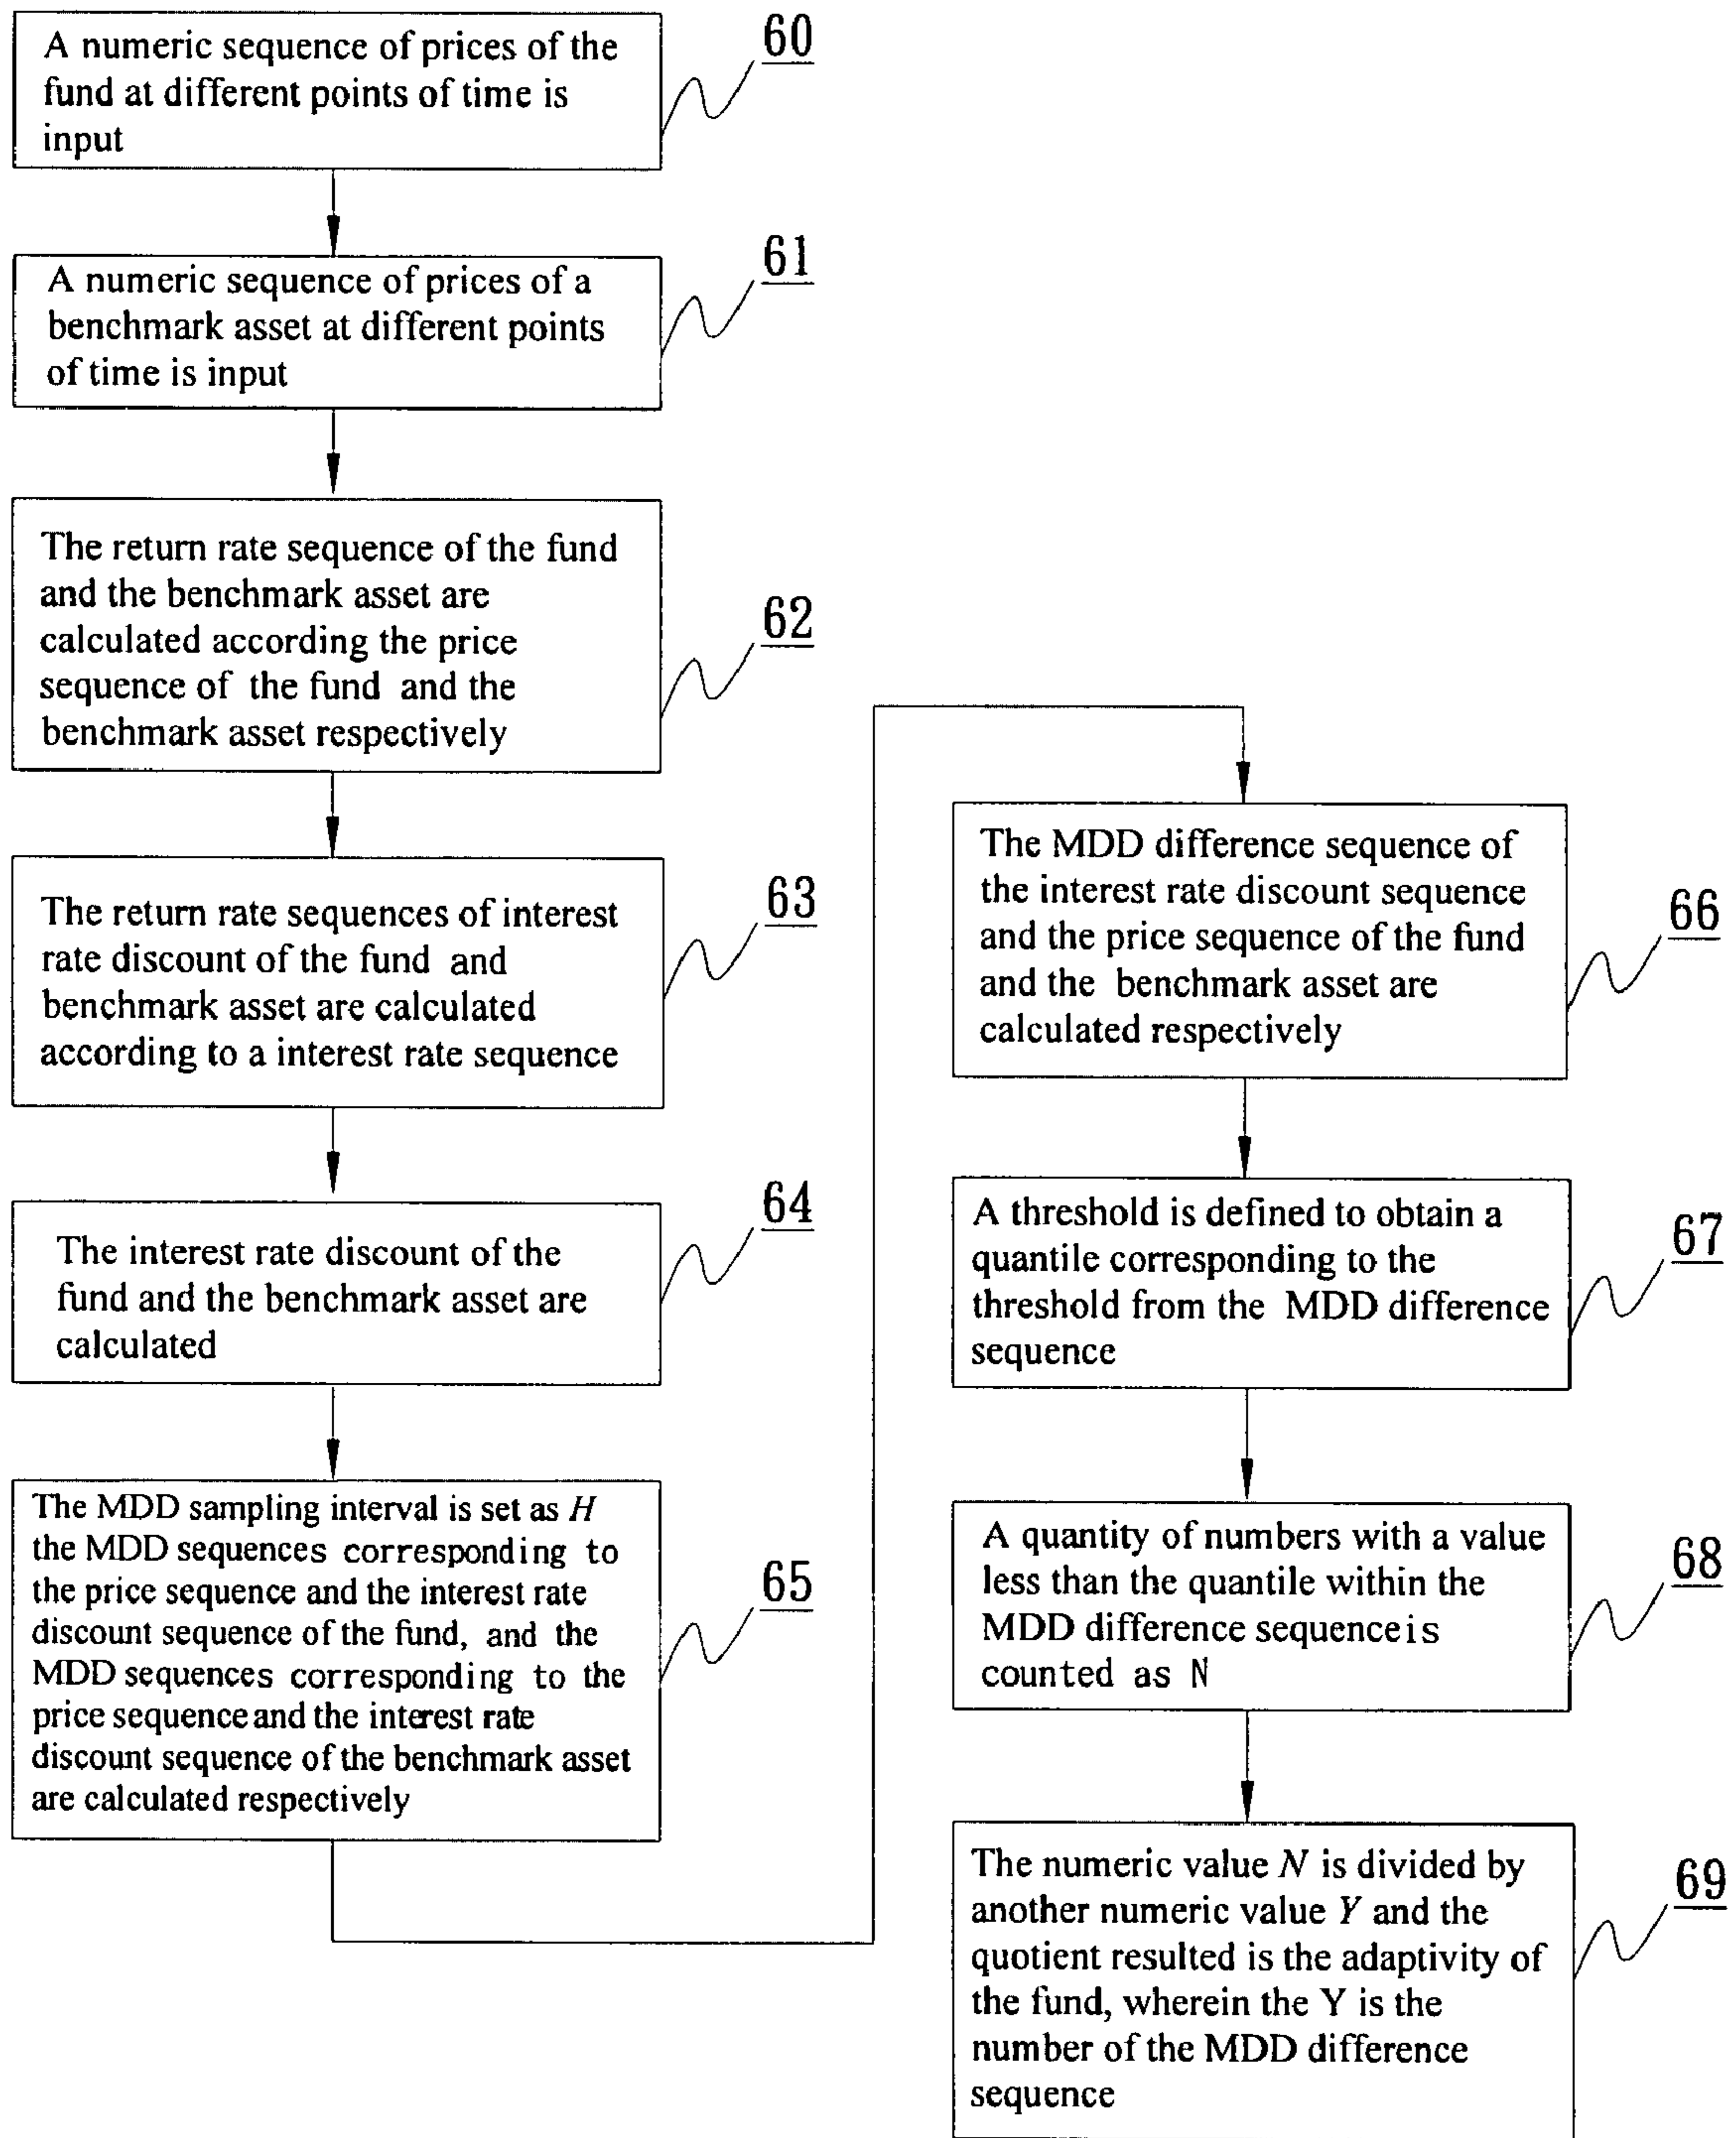 A numeric sequence of prices of the
fund at different points of time is
input
60
A numeric sequence of prices of a
benchmark asset at different points
of time is input
61
The return rate sequence of the fund
and the benchmark asset are
calculated according the price
sequence of the fund and the
benchmark asset respectively
62
The return rate sequences of interest
rate discount of the fund and
benchmark asset are calculated
according to a interest rate sequence
63
The interest rate discount of the
fund and the benchmark asset are
calculated
64
The MDD sampling interval is set as H
the MDD sequences corresponding to
the price sequence and the interest rate
discount sequence of the fund, and the
MDD sequences corresponding to the
price sequence and the interest rate
discount sequence of the benchmark asset
are calculated respectively
65
The MDD difference sequence of
the interest rate discount sequence
and the price sequence of the fund
and the benchmark asset are
calculated respectively
66
A threshold is defined to obtain a
quantile corresponding to the
threshold from the MDD difference
sequence
67
A quantity of numbers with a value
less than the quantile within the
MDD difference sequence is
counted as N
68
The numeric value N is divided by
another numeric value Y and the
quotient resulted is the adaptivity of
the fund, wherein the Y is the
number of the MDD difference
sequence
69